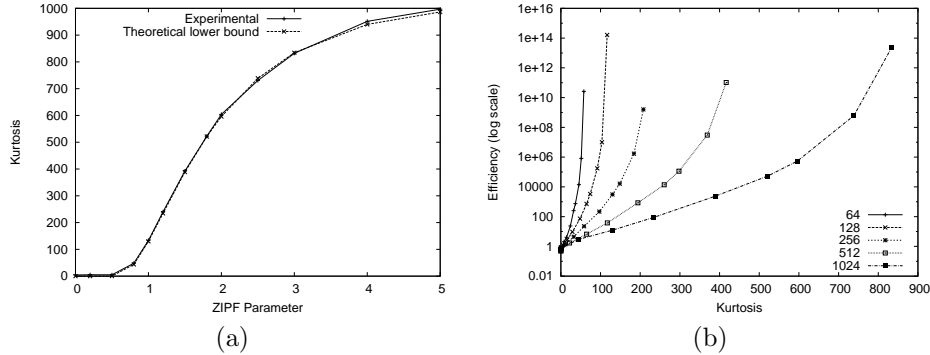 1000
900
800
700
600
500
400
300
200
100
0
Kurtosis
0
1
2
3
4
5
ZIPF Parameter
Experimental
Theoretical lower bound
(a)
1e+16
1e+14
1e+12
1e+10
1e+08
1e+06
10000
100
1
0.01
Efficiency (log scale)
0 100 200 300 400 500 600 700 800 900
Kurtosis
64
128
256
512
1024
(b)